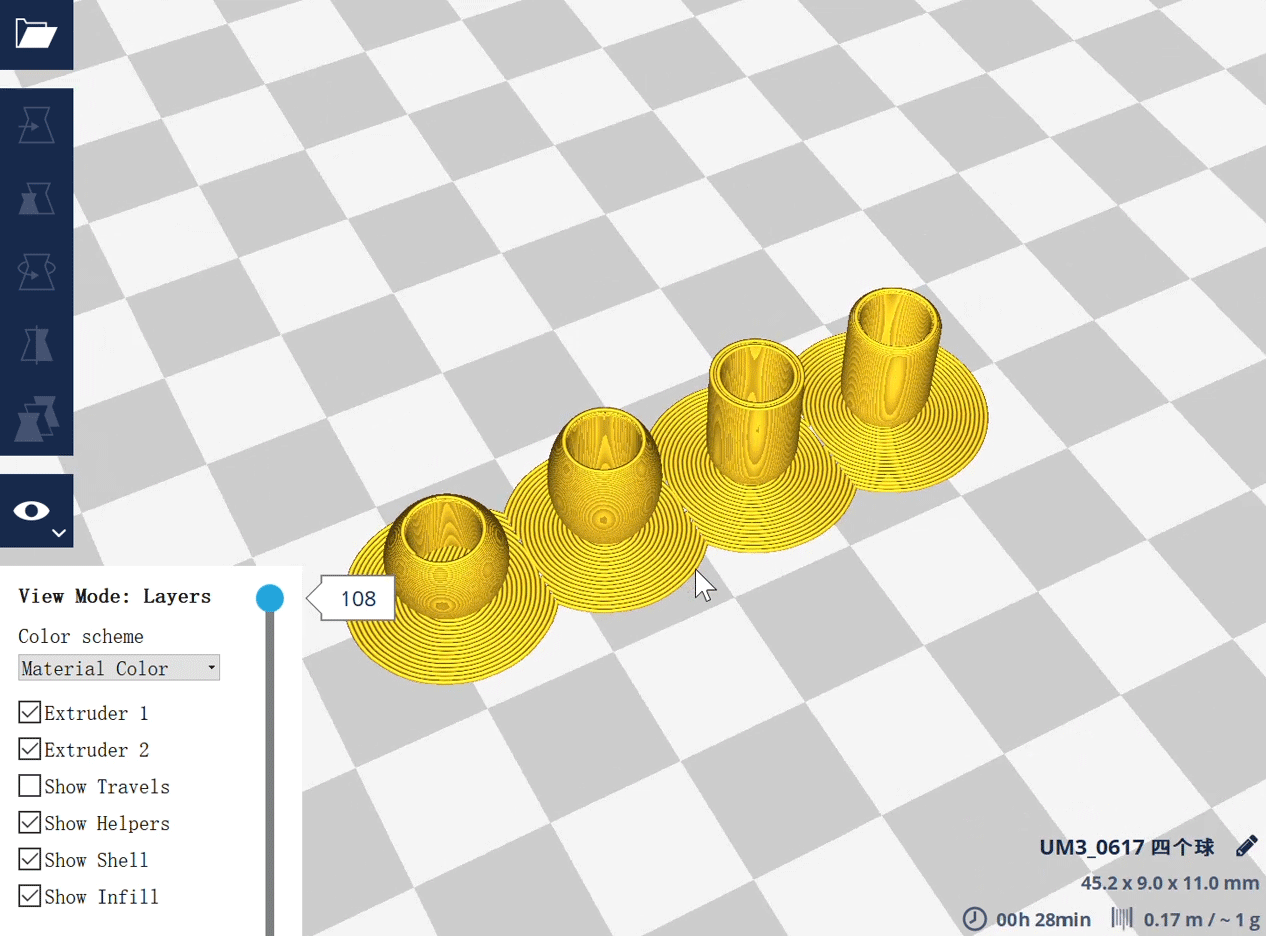 View Mode: Layers
108
Color scheme
Material Color
Extruder 1
Extruder 2
Show Travels
Show Helpers
Show Shell
Show Infill
UM3_0617 四个球
45.2 x 9.0 x 11.0 mm
00h 28min 0.17 m / ~ 1 g